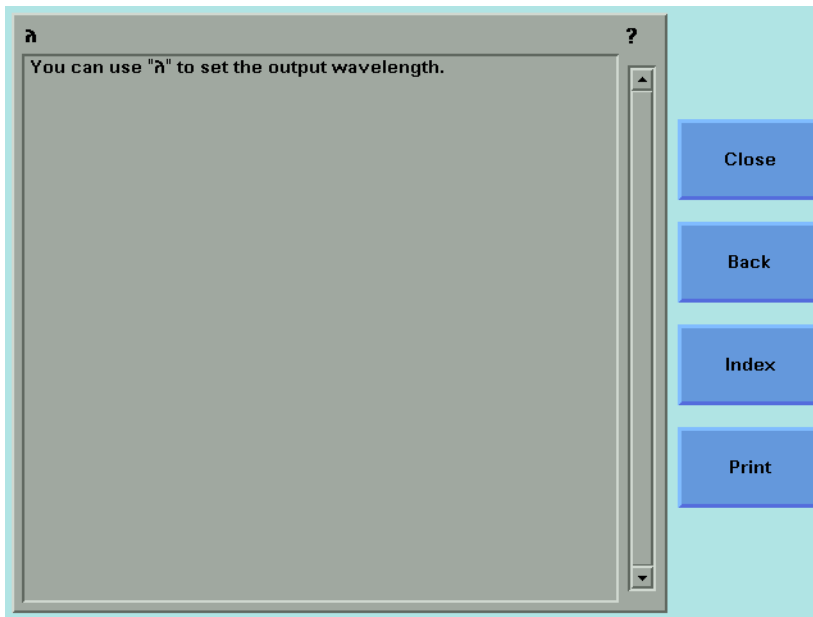 λ ?
You can use "λ" to set the output wavelength.
Close
Back
Index
Print